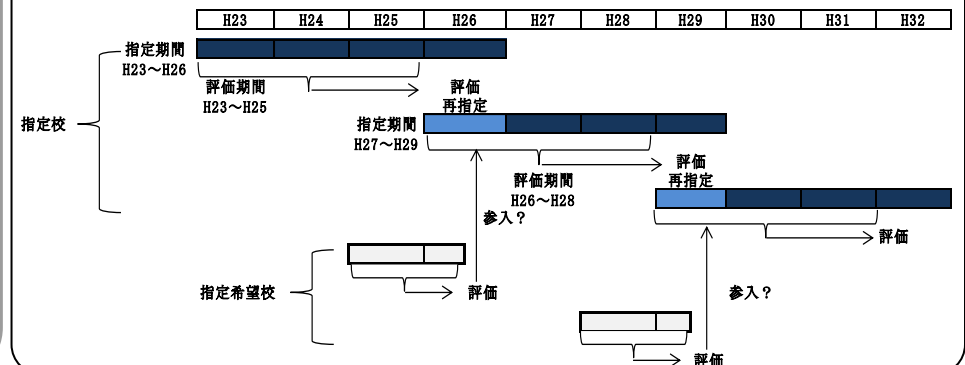 H23 H24 H25 H26 H27 H28 H29 H30 H31 H32
指定期間
H23～H26
評価期間
H23～H25
評価
再指定
指定校
指定期間
H27～H29
評価期間
H26～H28
評価
再指定
参入？
評価
指定希望校
評価
参入？
評価